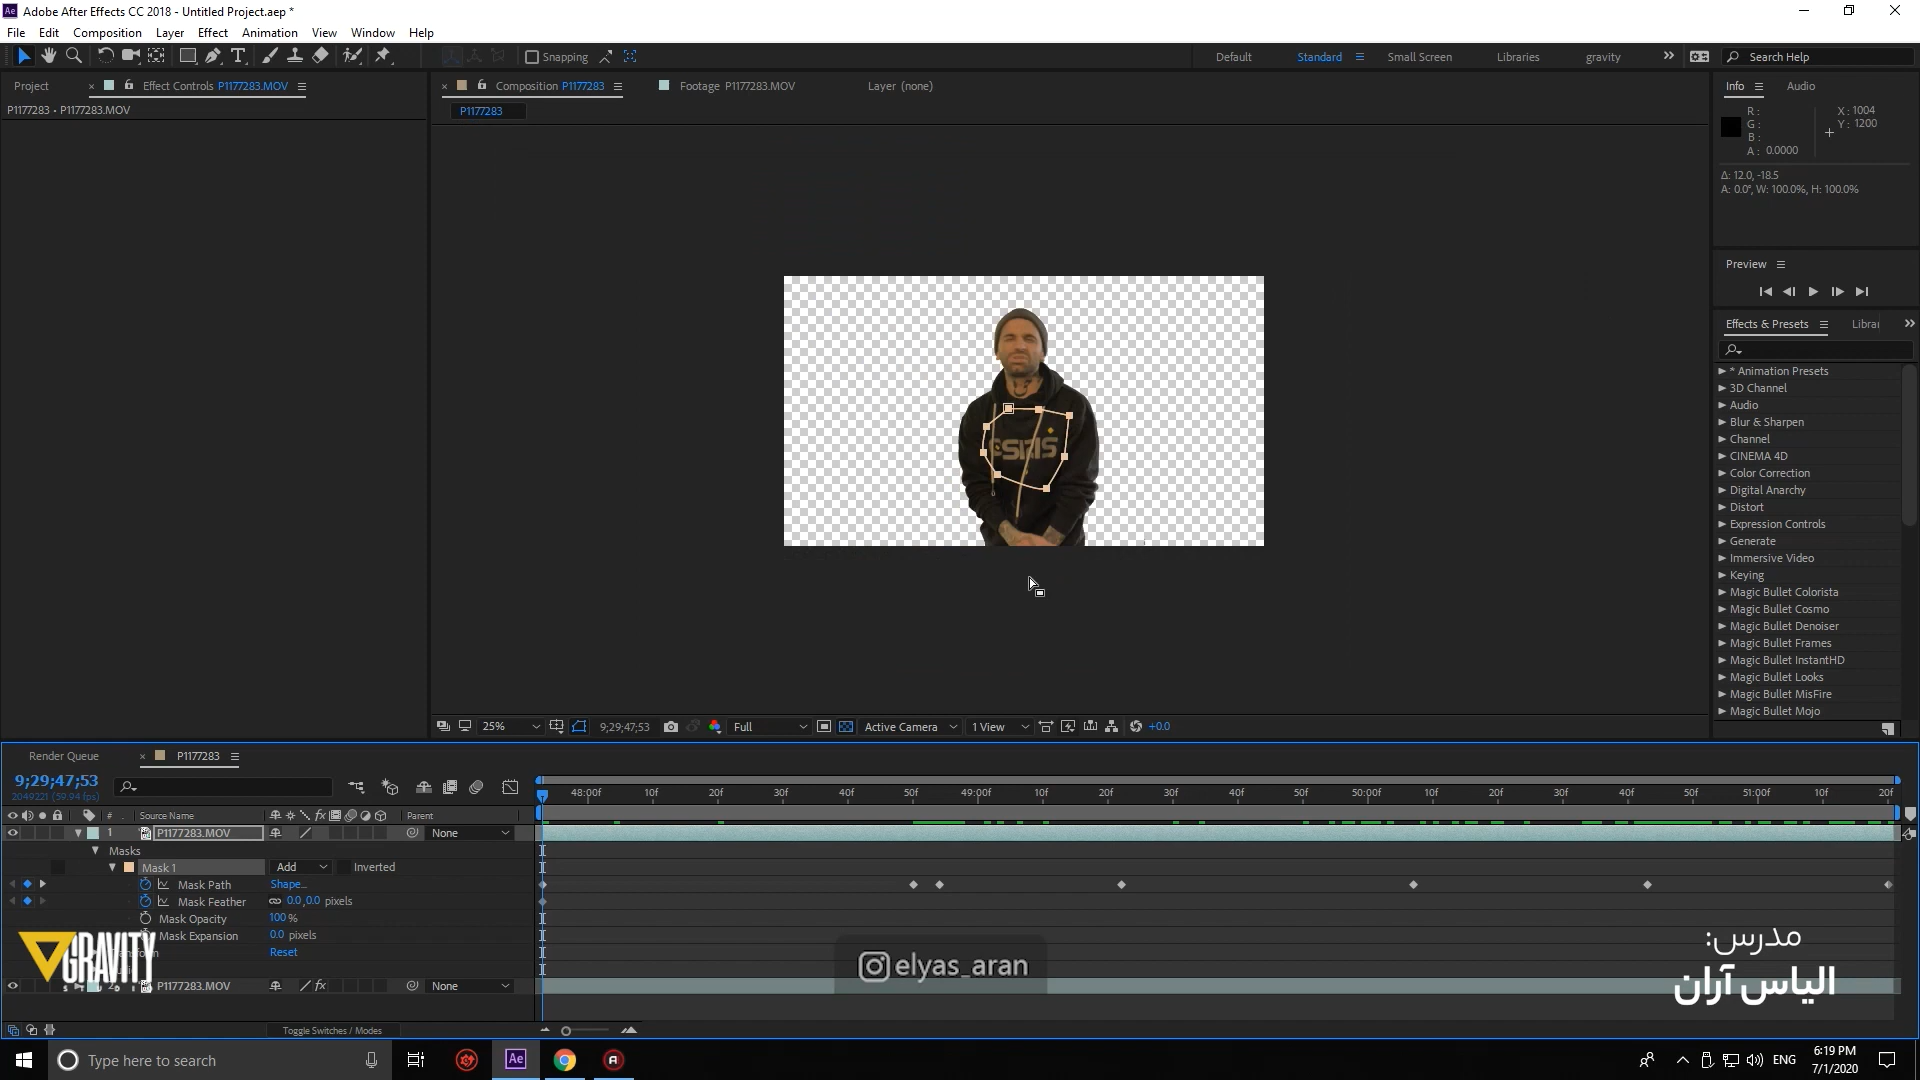 Adobe After Effects CC 2018 - Untitled Project.aep *
File Edit Composition Layer Effect Animation View Window Help
Snapping
Default Standard Small Screen Libraries gravity
Search Help
Project Effect Controls P1177283.MOV
P1177283 • P1177283.MOV
Composition P1177283
Footage P1177283.MOV
Layer (none)
P1177283
Info Audio
R :
G :
B :
A : 0.0000
X : 1004
Y : 1200
Δ: 12.0, -18.5
A: 0.0°, W: 100.0%, H: 100.0%
Preview
Effects & Presets
* Animation Presets
3D Channel
Audio
Blur & Sharpen
Channel
CINEMA 4D
Color Correction
Digital Anarchy
Distort
Expression Controls
Generate
Immersive Video
Keying
Magic Bullet Colorista
Magic Bullet Cosmo
Magic Bullet Denoiser
Magic Bullet Frames
Magic Bullet InstantHD
Magic Bullet Looks
Magic Bullet MisFire
Magic Bullet Mojo
25% 9;29;47;53 Full Active Camera 1 View +0.0
Render Queue P1177283
9;29;47;53
2049221 (59.94 fps)
48:00f 10f 20f 30f 40f 50f 49:00f 10f 20f 30f 40f 50f 50:00f 10f 20f 30f 40f 50f 51:00f 10f 20f
# Source Name Parent
1 P1177283.MOV None
Masks
Mask 1 Add Inverted
Mask Path Shape...
Mask Feather 0.0,0.0 pixels
Mask Opacity 100 %
Mask Expansion 0.0 pixels
Reset
P1177283.MOV fx None
GRAVITY
elyas_aran
مدرس:
الیاس آران
Toggle Switches / Modes
Type here to search
Ae
ENG
6:19 PM
7/1/2020